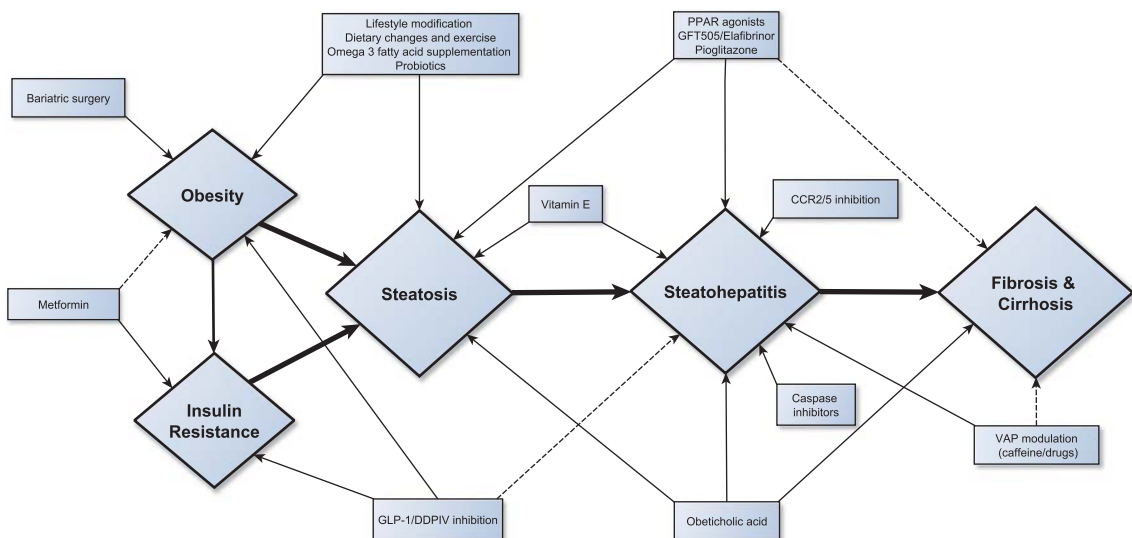 Lifestyle modification
Dietary changes and exercise
Omega 3 fatty acid supplementation
Probiotics
PPAR agonists
GFT505/Elafibrinor
Pioglitazone
Bariatric surgery
Obesity
Vitamin E
CCR2/5 inhibition
Metformin
Steatosis
Steatohepatitis
Fibrosis &
Cirrhosis
Insulin
Resistance
Caspase
inhibitors
VAP modulation
(caffeine/drugs)
GLP-1/DDPIV inhibition
Obeticholic acid